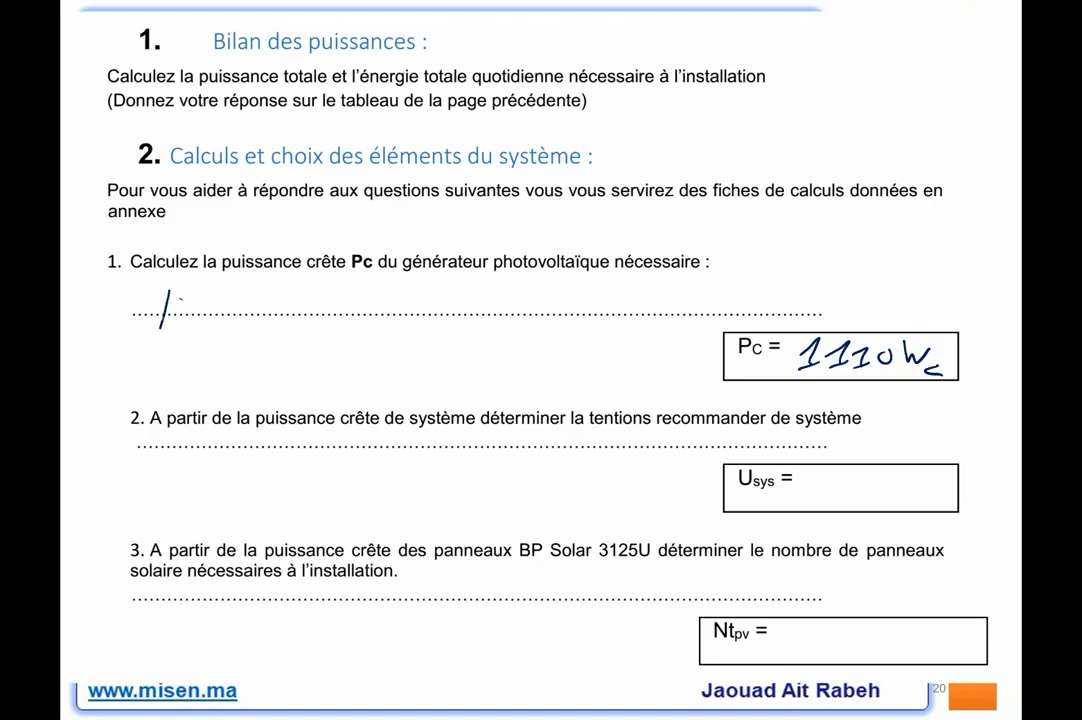 1. Bilan des puissances :
Calculez la puissance totale et l'énergie totale quotidienne nécessaire à l'installation
(Donnez votre réponse sur le tableau de la page précédente)
2. Calculs et choix des éléments du système :
Pour vous aider à répondre aux questions suivantes vous vous servirez des fiches de calculs données en
annexe
1. Calculez la puissance crête Pc du générateur photovoltaïque nécessaire :
Pc = 1110 Wc
2. A partir de la puissance crête de système déterminer la tentions recommander de système
Usys =
3. A partir de la puissance crête des panneaux BP Solar 3125U déterminer le nombre de panneaux
solaire nécessaires à l'installation.
Ntpv =
www.misen.ma
Jaouad Ait Rabeh
20